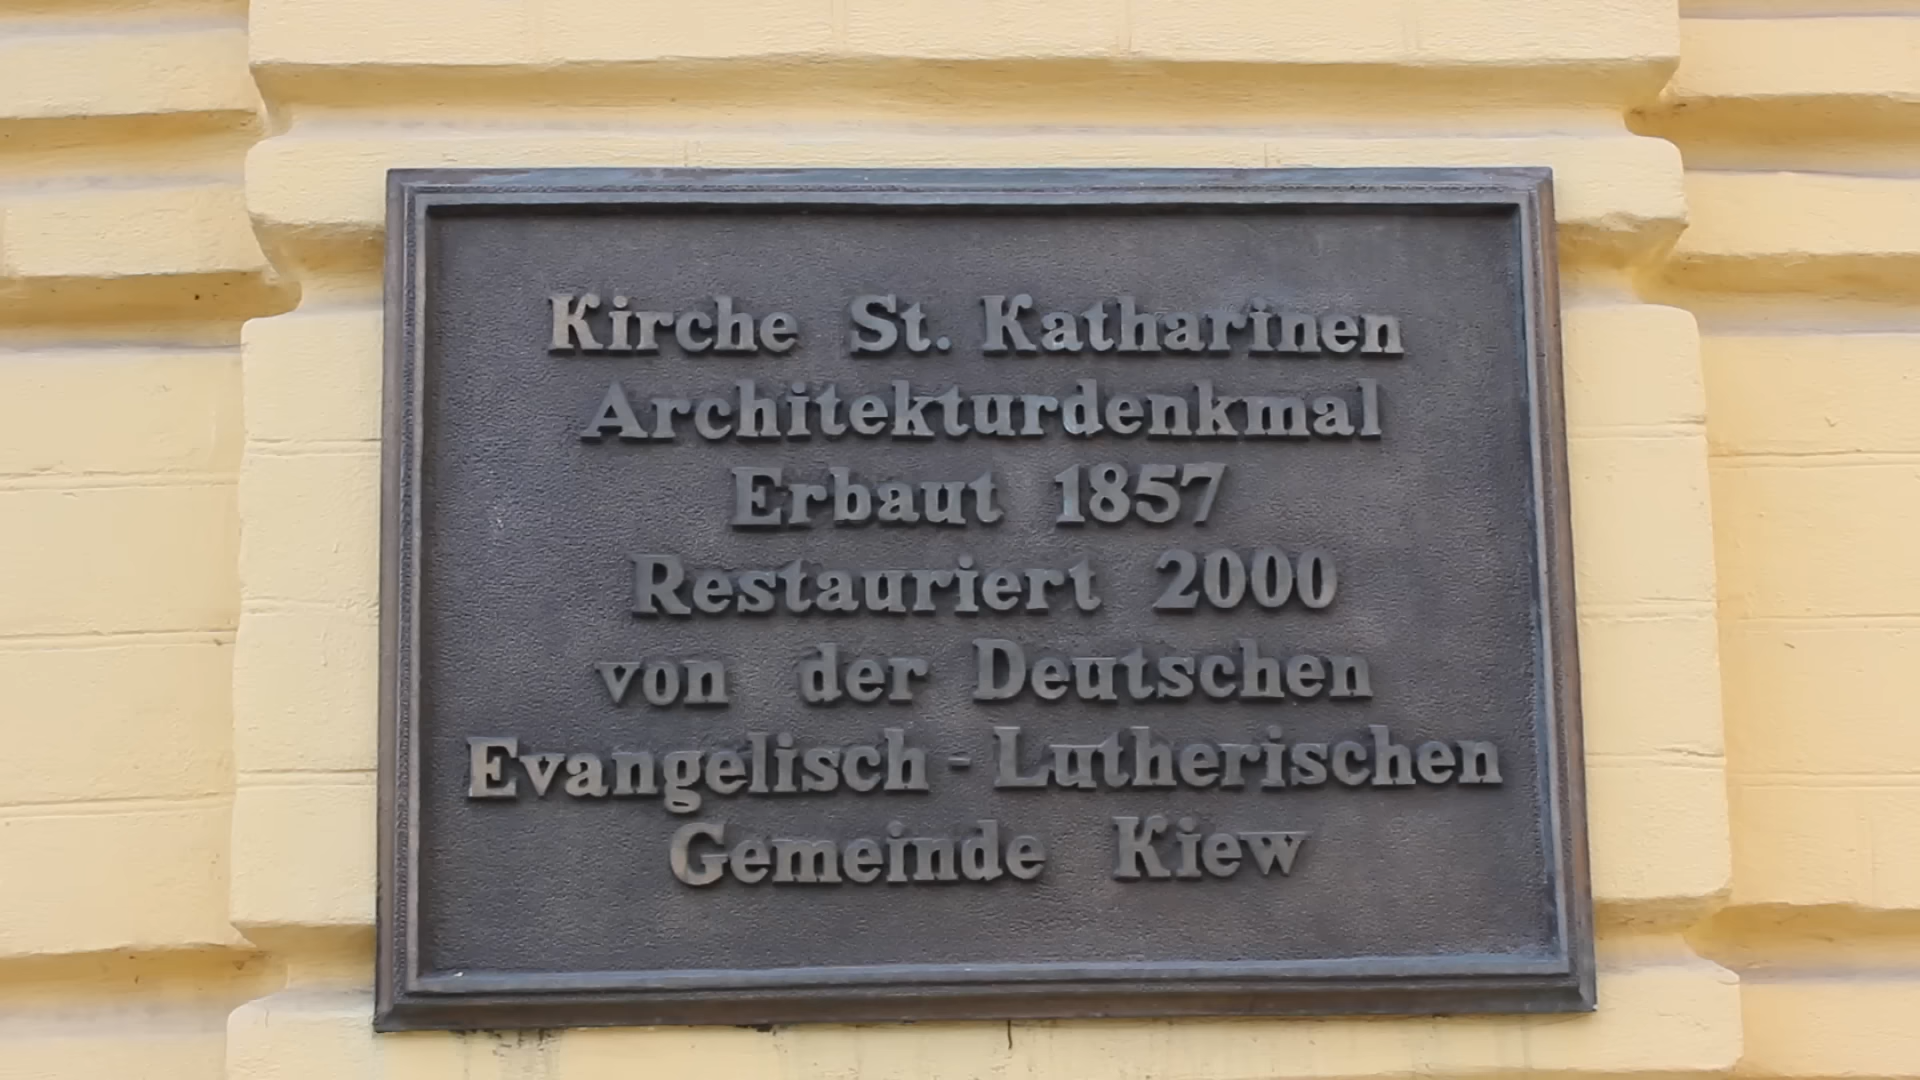 Kirche St. Katharinen
Architekturdenkmal
Erbaut 1857
Restauriert 2000
von der Deutschen
Evangelisch - Lutherischen
Gemeinde Kiew